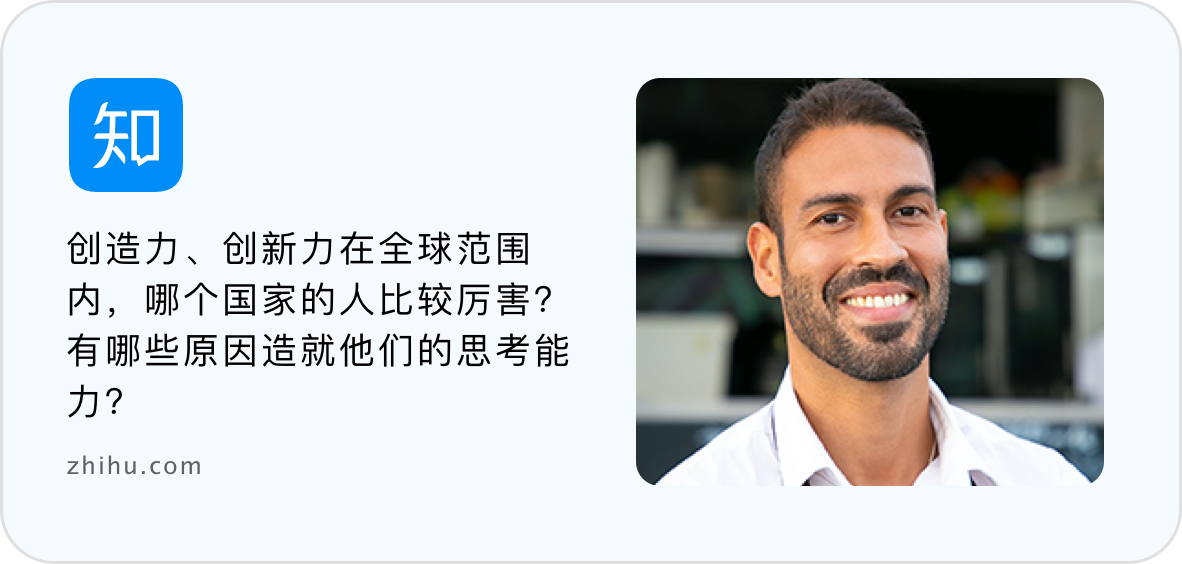 知
创造力、创新力在全球范围
内，哪个国家的人比较厉害？
有哪些原因造就他们的思考能
力？
zhihu.com